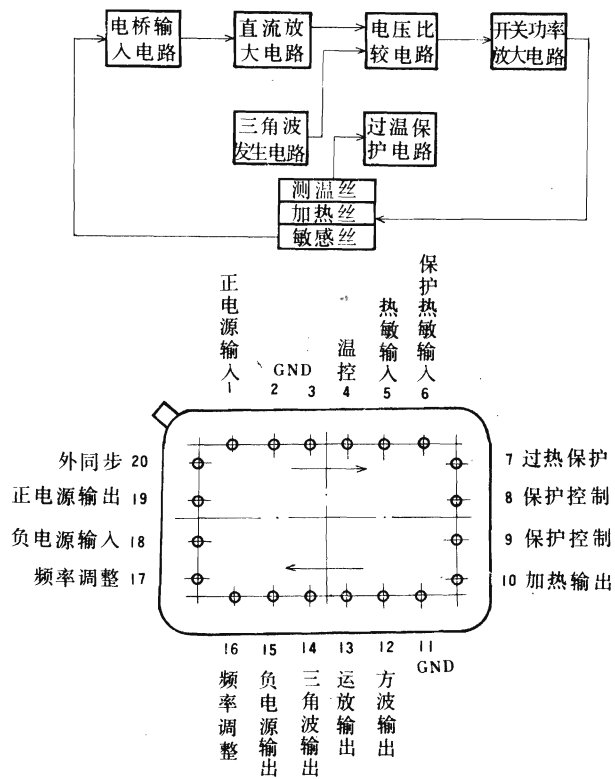 电桥输
入电路
直流放
大电路
电压比
较电路
开关功率
放大电路
三角波
发生电路
过温保
护电路
测温丝
加热丝
敏感丝
正电源输入
1
GND
2
3
温控
4
热敏输入
5
保护热敏输入
6
外同步 20
正电源输出 19
负电源输入 18
频率调整 17
7 过热保护
8 保护控制
9 保护控制
10 加热输出
16
频率调整
15
负电源输出
14
三角波输出
13
运放输出
12
方波输出
11
GND